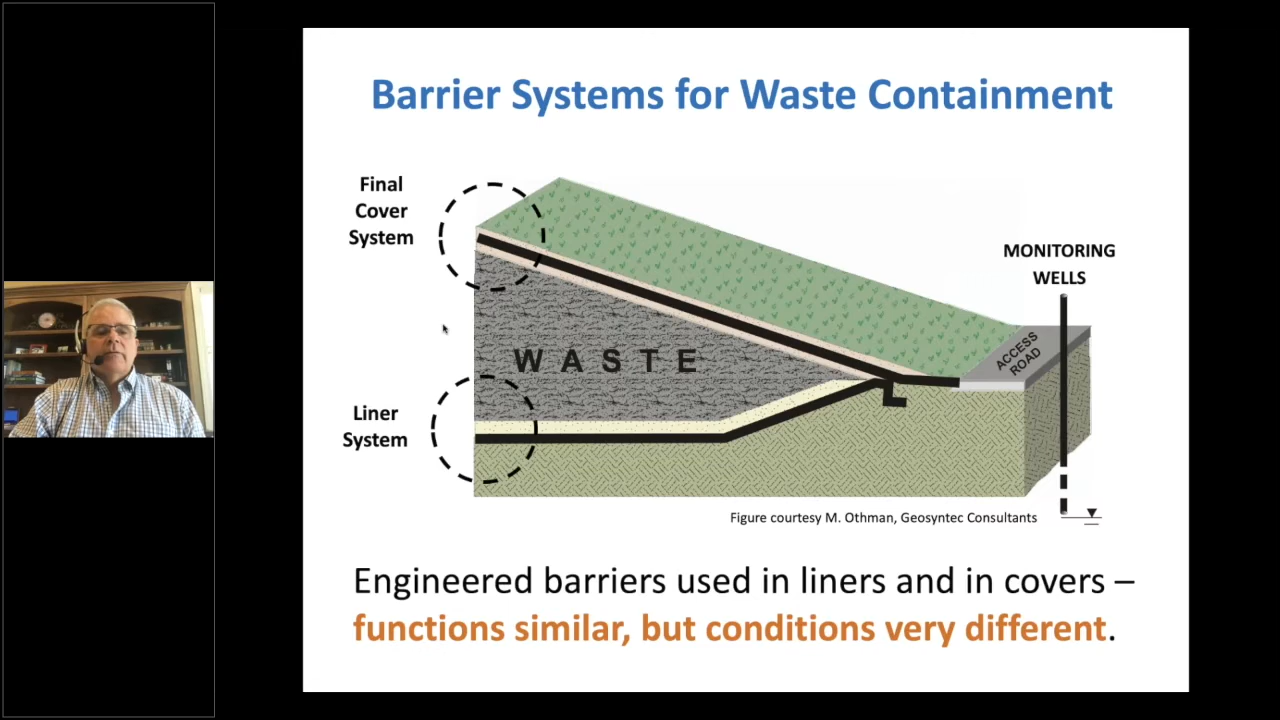 Barrier Systems for Waste Containment
Final
Cover
System
MONITORING
WELLS
ACCESS
ROAD
WASTE
Liner
System
Figure courtesy M. Othman, Geosyntec Consultants
Engineered barriers used in liners and in covers –
functions similar, but conditions very different.